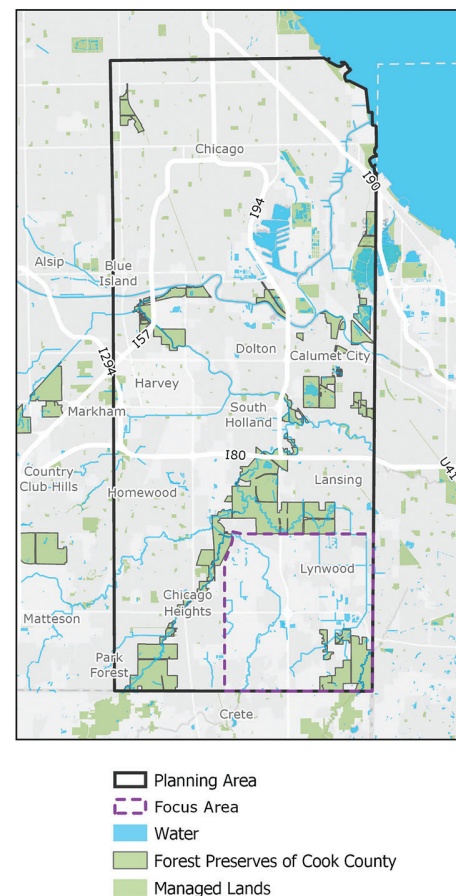 Chicago
I90
I94
Alsip
Blue
Island
I57
I294
Dolton
Calumet City
Harvey
Markham
South
Holland
I80
U41
Country
Club Hills
Homewood
Lansing
Lynwood
Chicago
Heights
Matteson
Park
Forest
Crete
Planning Area
Focus Area
Water
Forest Preserves of Cook County
Managed Lands